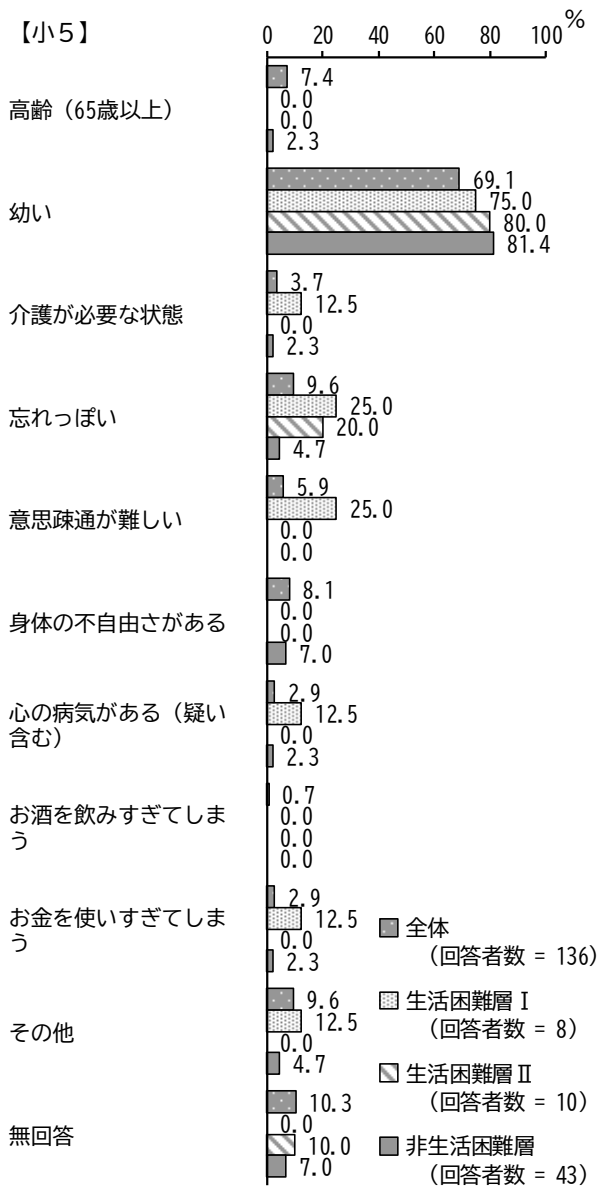 【小５】
0 20 40 60 80 100 %
高齢（65歳以上）
7.4
0.0
0.0
2.3
幼い
69.1
75.0
80.0
81.4
介護が必要な状態
3.7
12.5
0.0
2.3
忘れっぽい
9.6
25.0
20.0
4.7
意思疎通が難しい
5.9
25.0
0.0
0.0
身体の不自由さがある
8.1
0.0
0.0
7.0
心の病気がある（疑い
含む）
2.9
12.5
0.0
2.3
お酒を飲みすぎてしま
う
0.7
0.0
0.0
0.0
お金を使いすぎてしま
う
2.9
12.5
0.0
2.3
その他
9.6
12.5
0.0
4.7
無回答
10.3
0.0
10.0
7.0
全体
（回答者数 = 136）
生活困難層Ⅰ
（回答者数 = 8）
生活困難層Ⅱ
（回答者数 = 10）
非生活困難層
（回答者数 = 43）